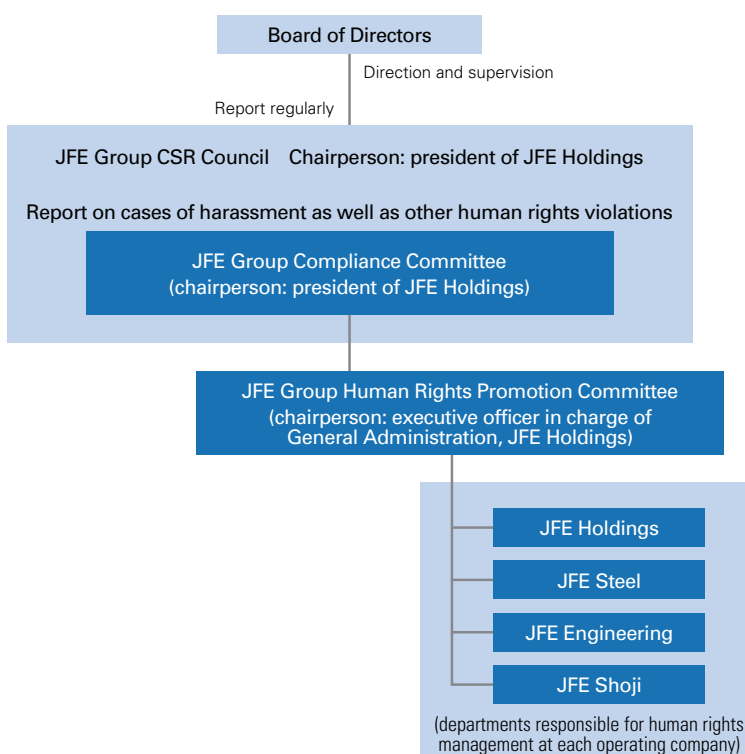 Board of Directors
Direction and supervision
Report regularly
JFE Group CSR Council Chairperson: president of JFE Holdings
Report on cases of harassment as well as other human rights violations
JFE Group Compliance Committee
(chairperson: president of JFE Holdings)
JFE Group Human Rights Promotion Committee
(chairperson: executive officer in charge of
General Administration, JFE Holdings)
JFE Holdings
JFE Steel
JFE Engineering
JFE Shoji
(departments responsible for human rights
management at each operating company)